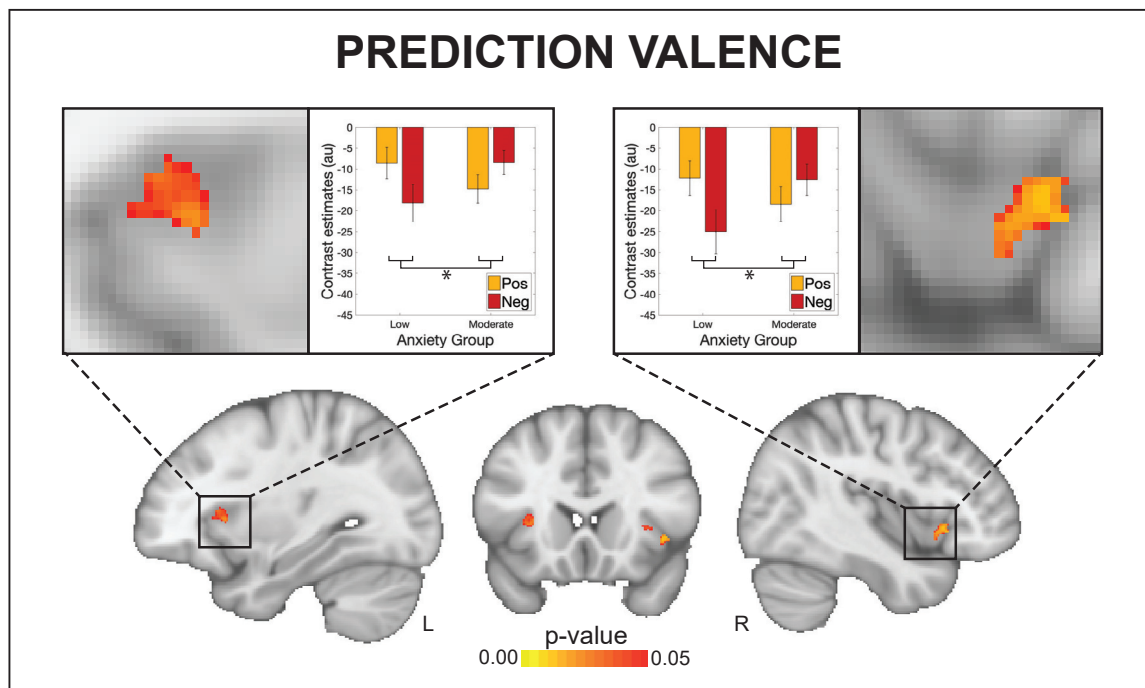 PREDICTION VALENCE
Contrast estimates (au)
0
-5
-10
-15
-20
-25
-30
-35
-40
-45
*
Pos
Neg
Low
Moderate
Anxiety Group
Contrast estimates (au)
0
-5
-10
-15
-20
-25
-30
-35
-40
-45
*
Pos
Neg
Low
Moderate
Anxiety Group
L
R
p-value
0.00 0.05